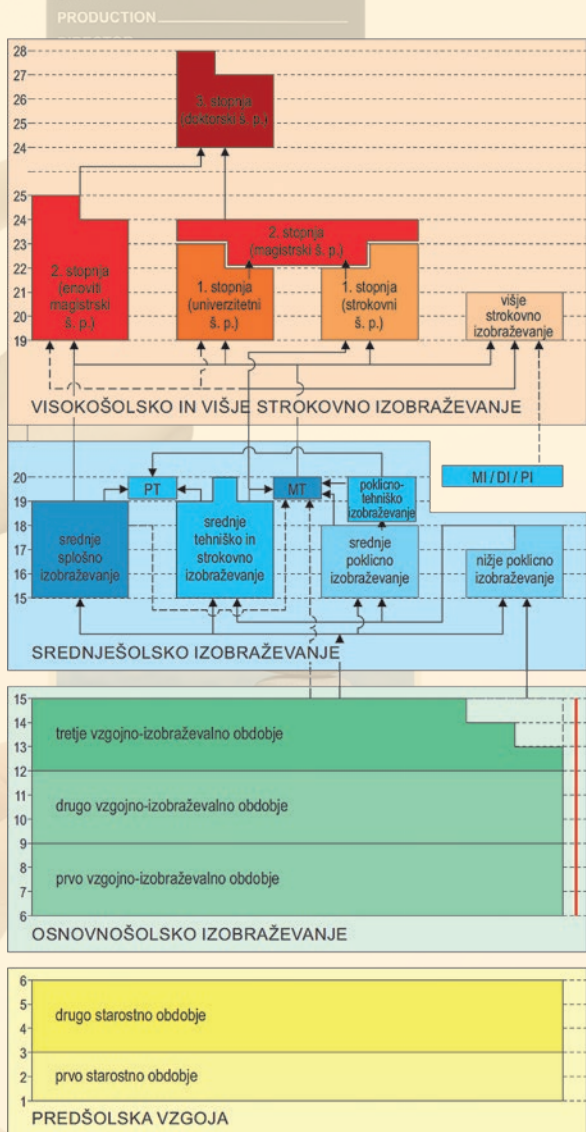 PRODUCTION
DIRECTOR
28
27
26
25
24
3. stopnja
(doktorski š. p.)
25
24
23
22
21
20
19
2. stopnja
(enoviti
magistrski
š. p.)
2. stopnja
(magistrski š. p.)
1. stopnja
(univerzitetni
š. p.)
1. stopnja
(strokovni
š. p.)
višje
strokovno
izobraževanje
VISOKOŠOLSKO IN VIŠJE STROKOVNO IZOBRAŽEVANJE
20
19
18
17
16
15
PT
MT
poklicno-
tehniško
izobraževanje
MI / DI / PI
srednje
splošno
izobraževanje
srednje
tehniško in
strokovno
izobraževanje
srednje
poklicno
izobraževanje
nižje poklicno
izobraževanje
SREDNJEŠOLSKO IZOBRAŽEVANJE
15
14
13
12
11
10
9
8
7
6
tretje vzgojno-izobraževalno obdobje
drugo vzgojno-izobraževalno obdobje
prvo vzgojno-izobraževalno obdobje
OSNOVNOŠOLSKO IZOBRAŽEVANJE
6
5
4
3
2
1
drugo starostno obdobje
prvo starostno obdobje
PREDŠOLSKA VZGOJA